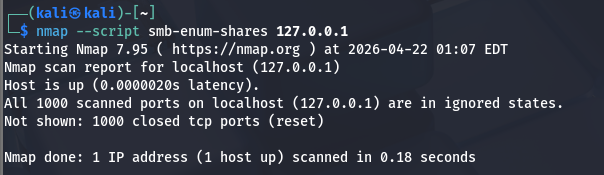 ┌──(kali㉿kali)-[~]
└─$ nmap --script smb-enum-shares 127.0.0.1
Starting Nmap 7.95 ( https://nmap.org ) at 2026-04-22 01:07 EDT
Nmap scan report for localhost (127.0.0.1)
Host is up (0.0000020s latency).
All 1000 scanned ports on localhost (127.0.0.1) are in ignored states.
Not shown: 1000 closed tcp ports (reset)
Nmap done: 1 IP address (1 host up) scanned in 0.18 seconds